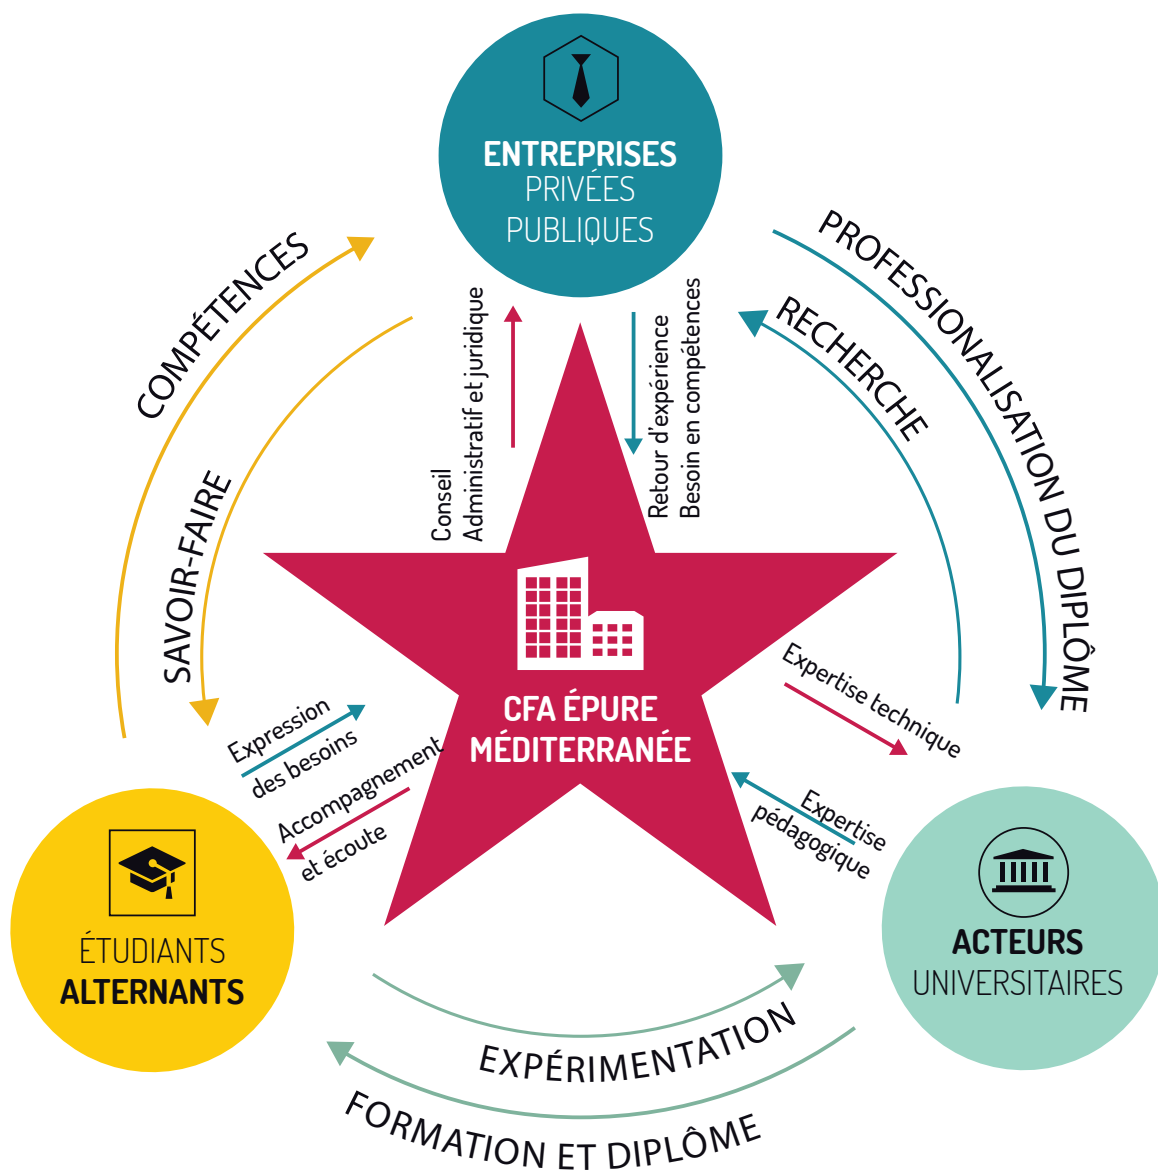 ENTREPRISES
PRIVÉES
PUBLIQUES
COMPÉTENCES
SAVOIR-FAIRE
PROFESSIONALISATION DU DIPLÔME
RECHERCHE
Conseil
Administratif et juridique
Retour d'expérience
Besoin en compétences
CFA ÉPURE
MÉDITERRANÉE
Expression
des besoins
Accompagnement
et écoute
Expertise technique
Expertise
pédagogique
ÉTUDIANTS
ALTERNANTS
ACTEURS
UNIVERSITAIRES
EXPÉRIMENTATION
FORMATION ET DIPLÔME